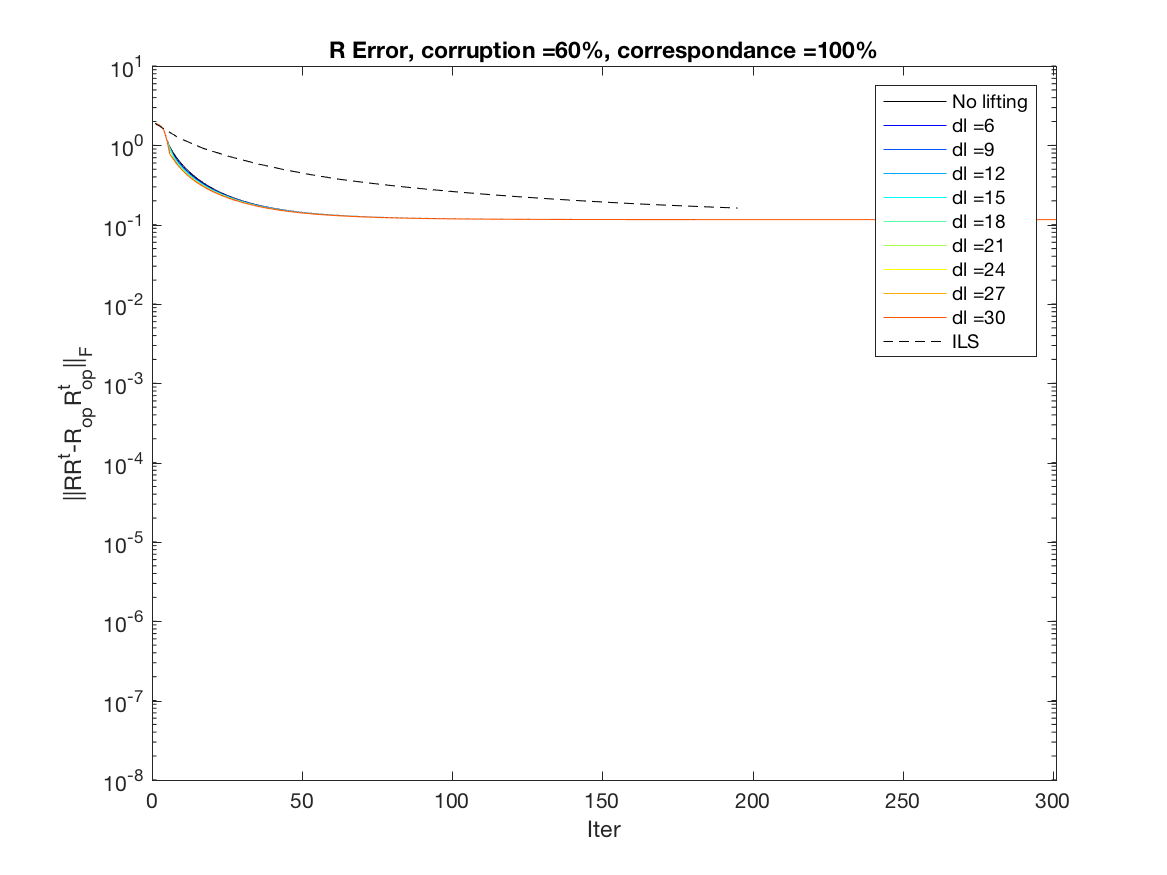 R Error, corruption =60%, correspondance =100%
10^1
10^0
10^-1
10^-2
10^-3
10^-4
10^-5
10^-6
10^-7
10^-8
||RR^t-R_op R^t_op||_F
No lifting
dl =6
dl =9
dl =12
dl =15
dl =18
dl =21
dl =24
dl =27
dl =30
ILS
0 50 100 150 200 250 300
Iter